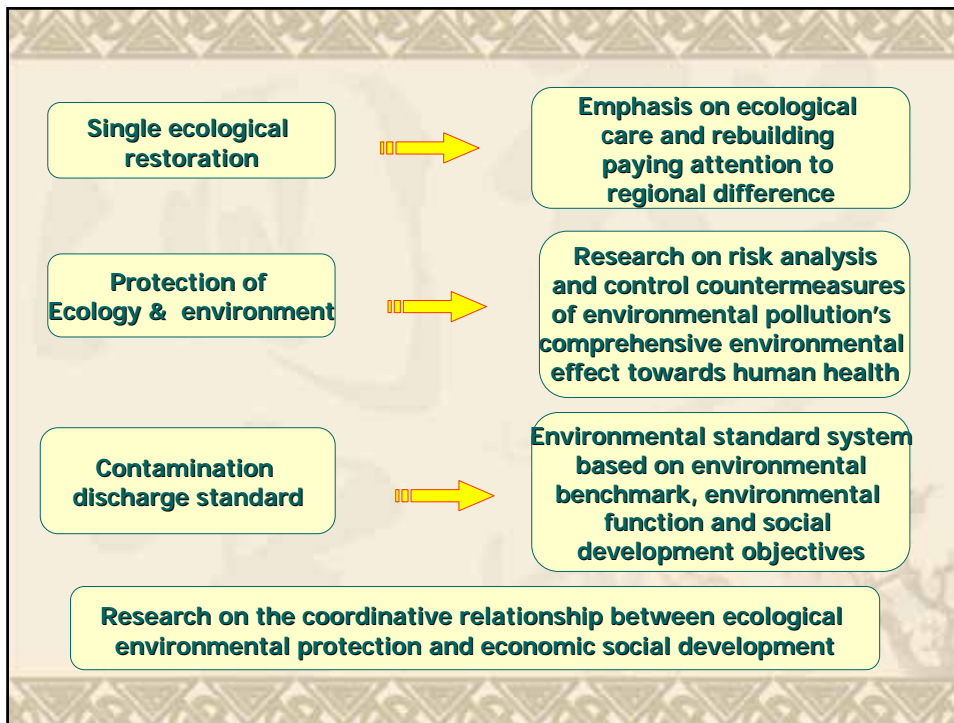 Single ecological
restoration
Emphasis on ecological
care and rebuilding
paying attention to
regional difference
Protection of
Ecology & environment
Research on risk analysis
and control countermeasures
of environmental pollution's
comprehensive environmental
effect towards human health
Contamination
discharge standard
Environmental standard system
based on environmental
benchmark, environmental
function and social
development objectives
Research on the coordinative relationship between ecological
environmental protection and economic social development